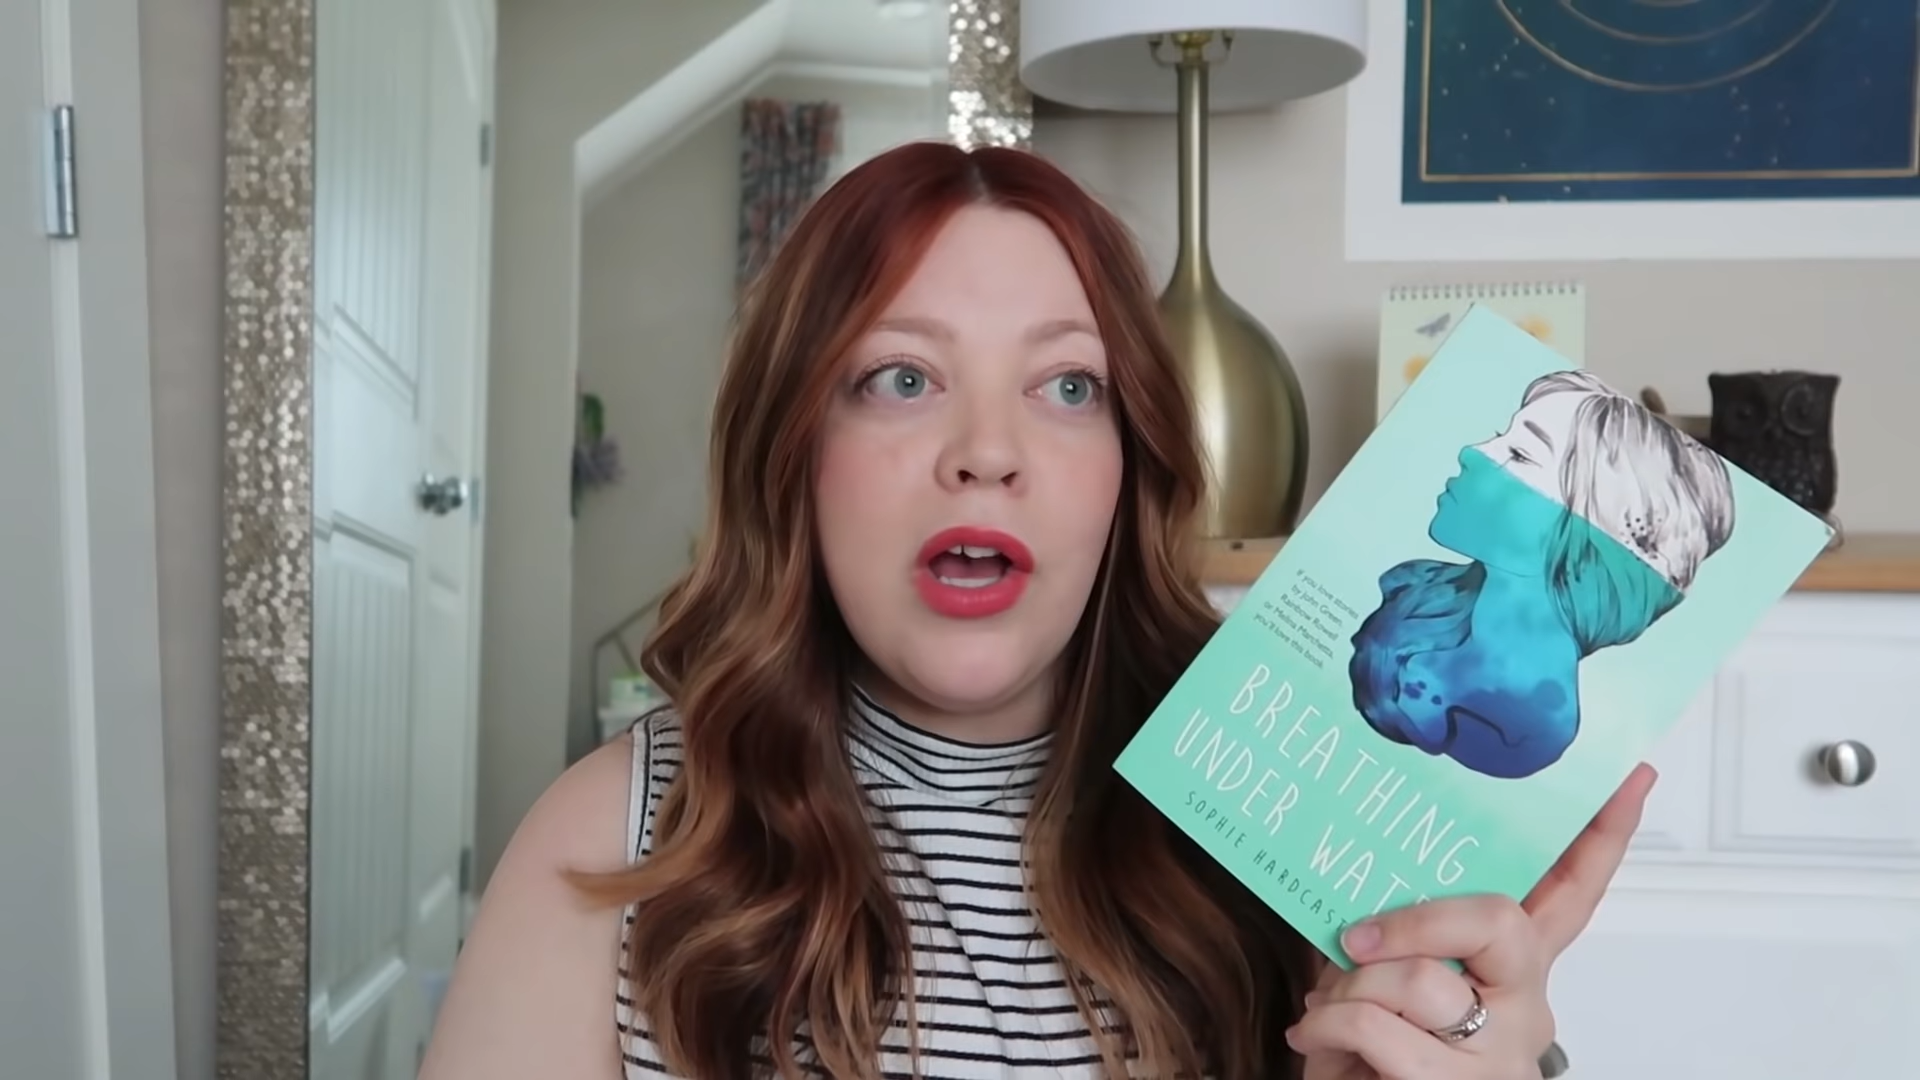 If you love stories
by John Green,
Rainbow Rowell
or Melina Marchetta,
you'll love this book.
BREATHING
UNDER WAT
SOPHIE HARDCAST